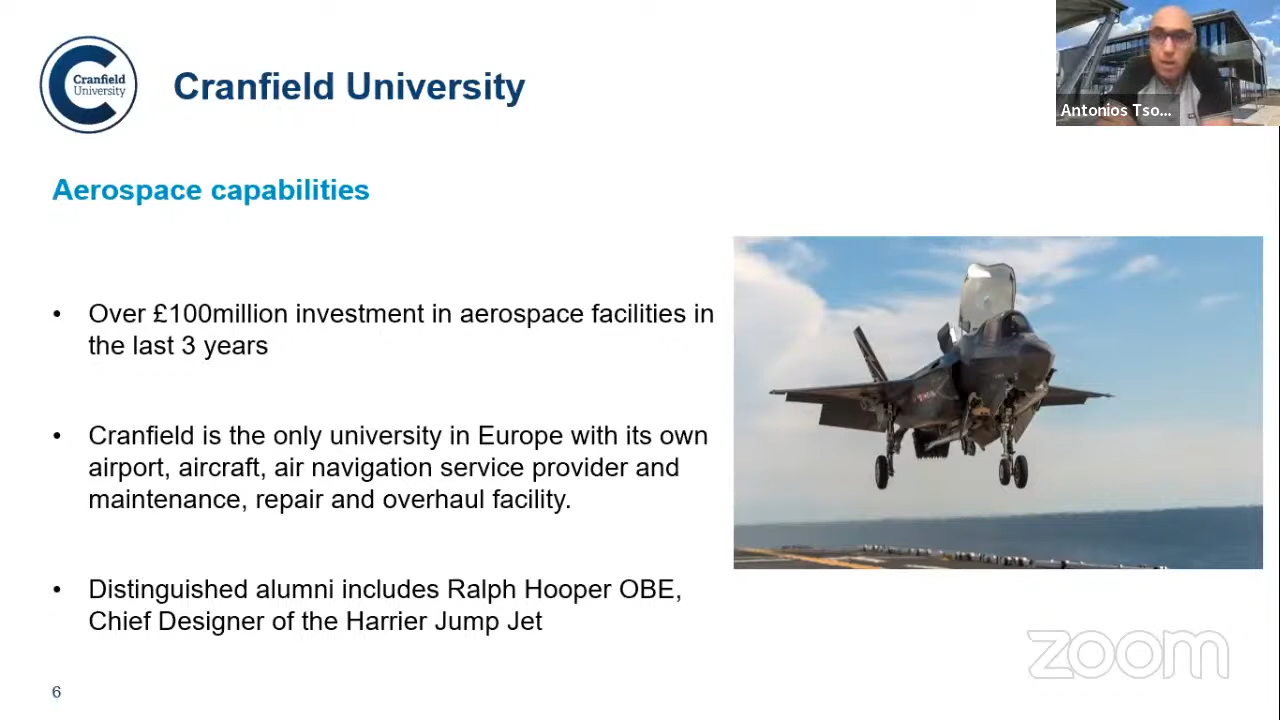 Cranfield
University
Cranfield University
Antonios Tso...
Aerospace capabilities
• Over £100million investment in aerospace facilities in
the last 3 years
• Cranfield is the only university in Europe with its own
airport, aircraft, air navigation service provider and
maintenance, repair and overhaul facility.
• Distinguished alumni includes Ralph Hooper OBE,
Chief Designer of the Harrier Jump Jet
zoom
6